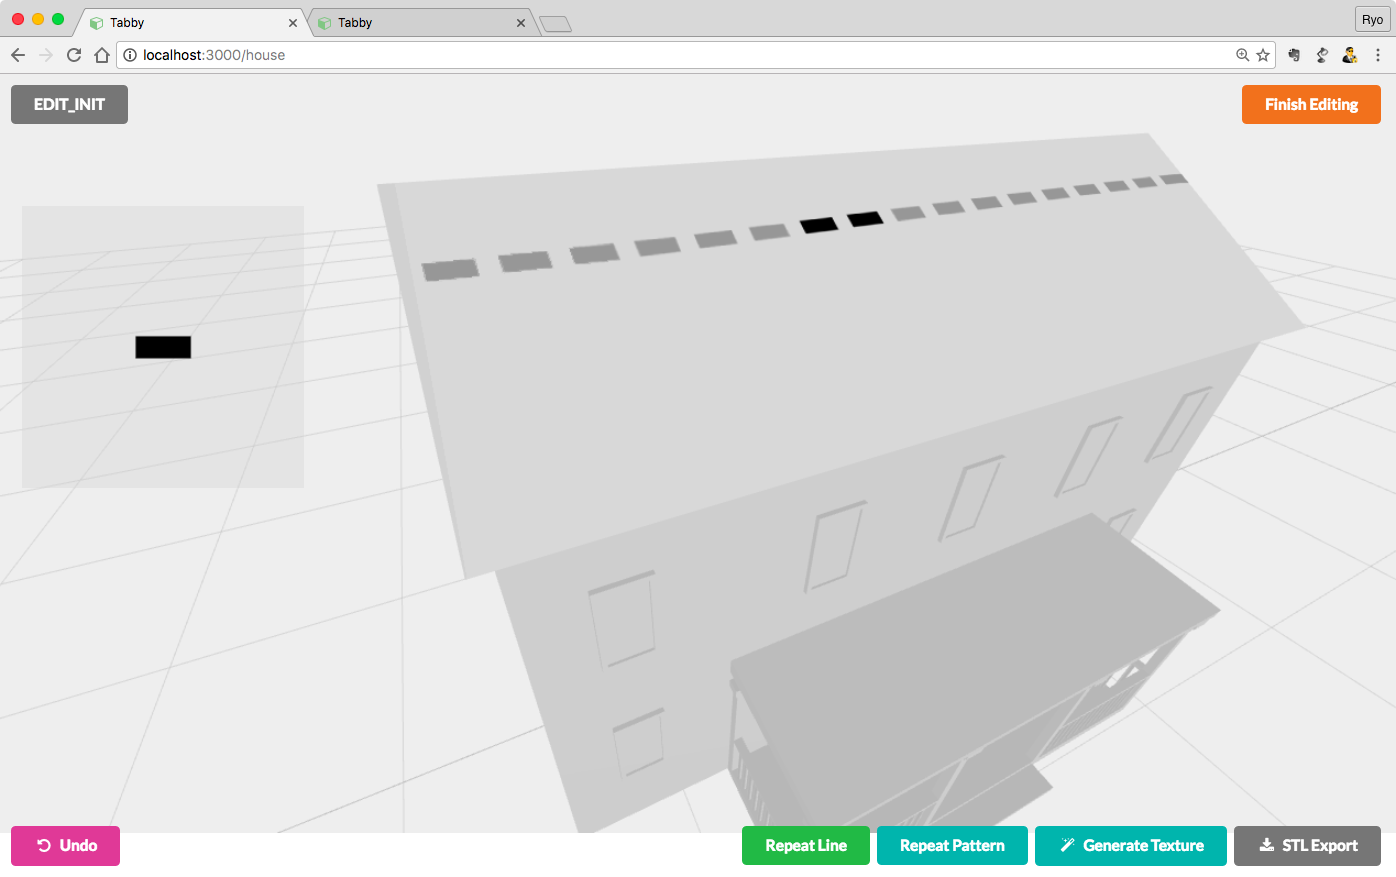 Tabby
Tabby
Ryo
localhost:3000/house
EDIT_INIT
Finish Editing
Undo
Repeat Line
Repeat Pattern
Generate Texture
STL Export